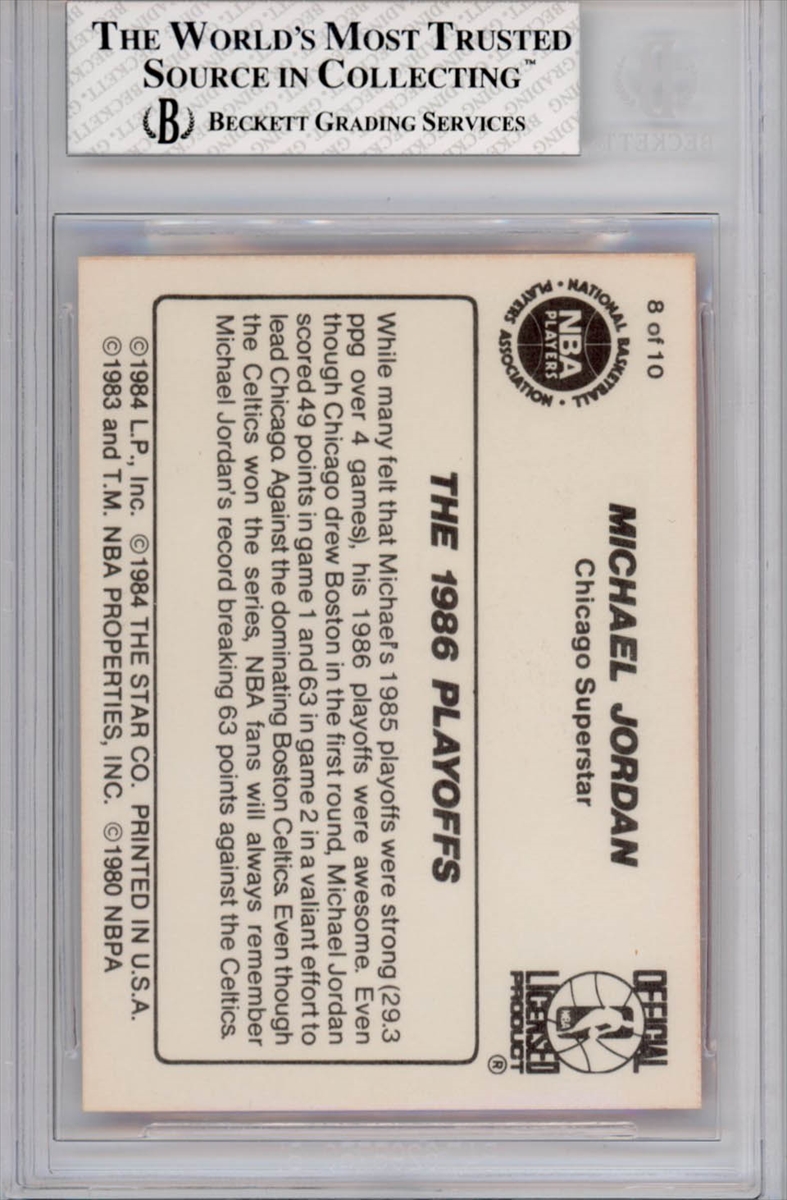 THE WORLD'S MOST TRUSTED
SOURCE IN COLLECTING™
B BECKETT GRADING SERVICES
8 of 10
NATIONAL BASKETBALL PLAYERS ASSOCIATION
NBA
PLAYERS
MICHAEL JORDAN
Chicago Superstar
OFFICIAL
NBA
LICENSED
PRODUCT
®
THE 1986 PLAYOFFS
While many felt that Michael's 1985 playoffs were strong (29.3
ppg over 4 games), his 1986 playoffs were awesome. Even
though Chicago drew Boston in the first round, Michael Jordan
scored 49 points in game 1 and 63 in game 2 in a valiant effort to
lead Chicago. Against the dominating Boston Celtics. Even though
the Celtics won the series, NBA fans will always remember
Michael Jordan's record breaking 63 points against the Celtics.
©1984 L.P., Inc. ©1984 THE STAR CO. PRINTED IN U.S.A.
©1983 and T.M. NBA PROPERTIES, INC. ©1980 NBPA